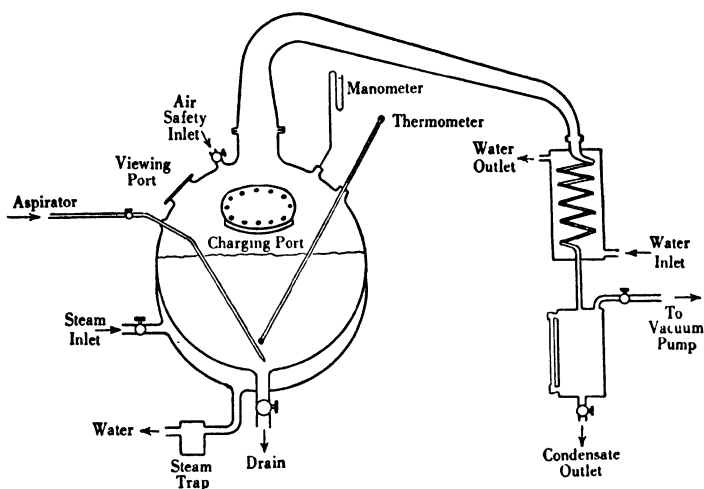 Manometer
Air
Safety
Inlet
Thermometer
Viewing
Port
Water
Outlet
Aspirator
Charging Port
Water
Inlet
Steam
Inlet
To
Vacuum
Pump
Water
Steam
Trap
Drain
Condensate
Outlet